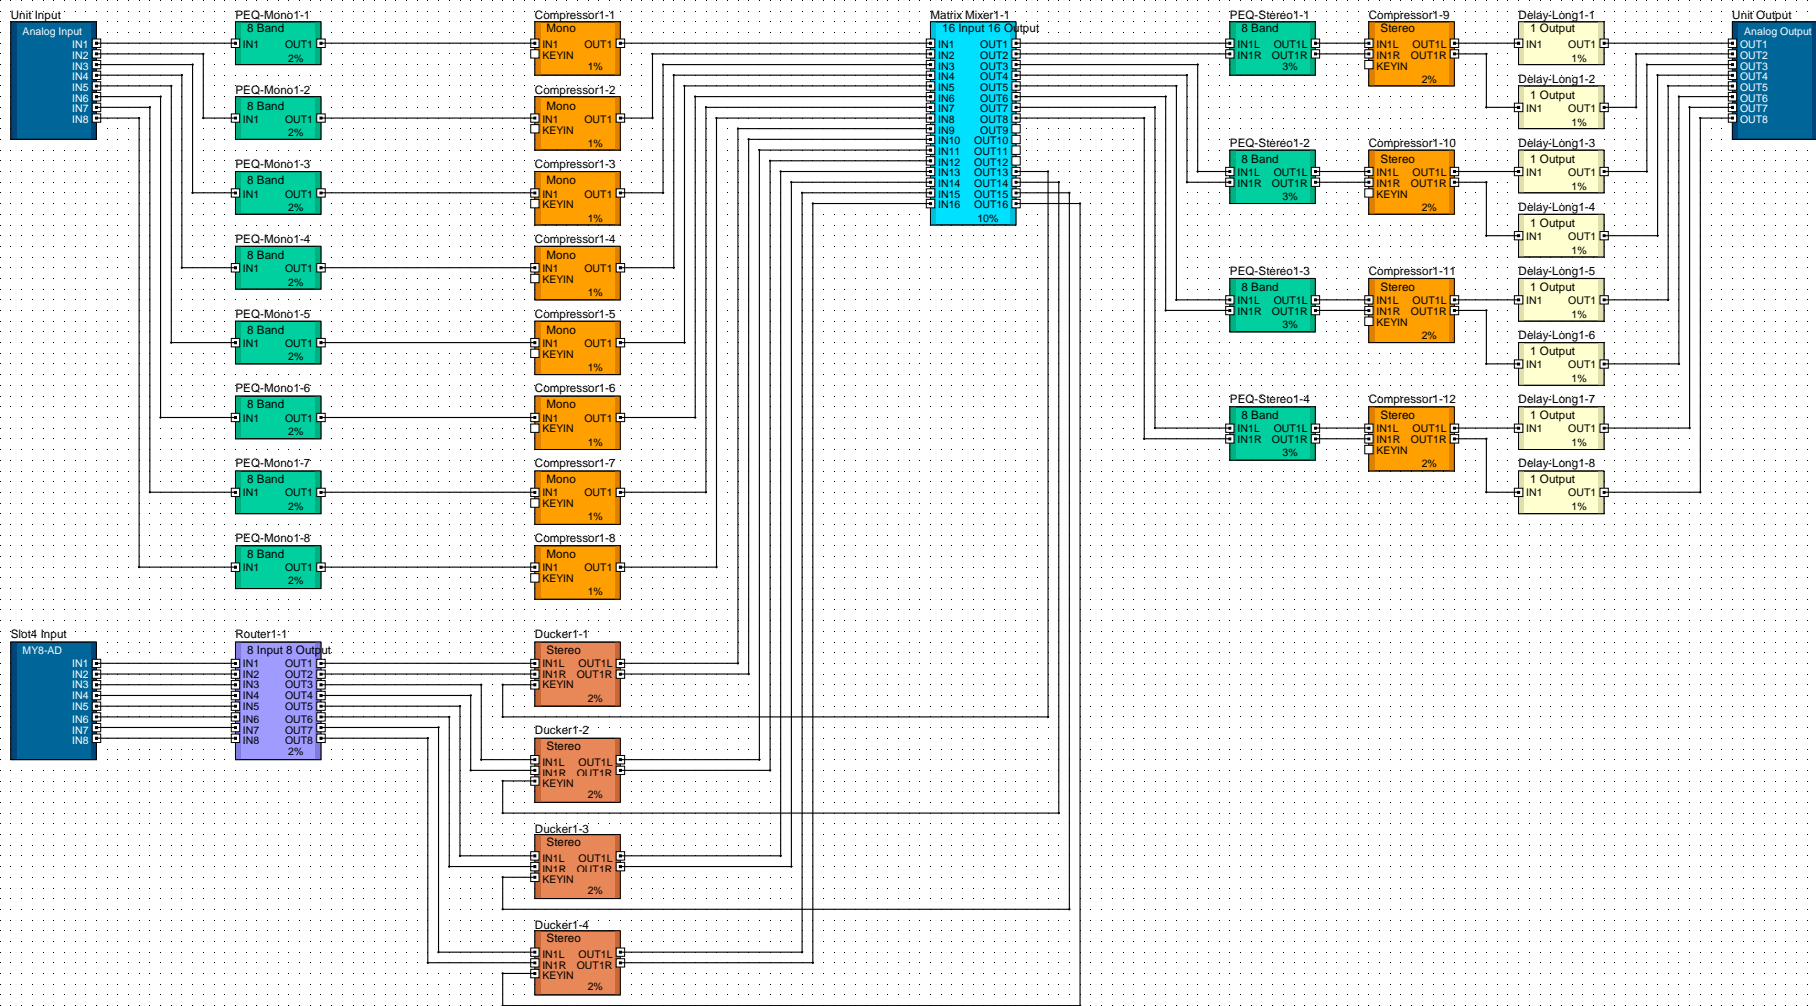 Unit Input
Analog Input
IN1
IN2
IN3
IN4
IN5
IN6
IN7
IN8
PEQ-Mono1-1
8 Band
IN1 OUT1
2%
PEQ-Mono1-2
8 Band
IN1 OUT1
2%
PEQ-Mono1-3
8 Band
IN1 OUT1
2%
PEQ-Mono1-4
8 Band
IN1 OUT1
2%
PEQ-Mono1-5
8 Band
IN1 OUT1
2%
PEQ-Mono1-6
8 Band
IN1 OUT1
2%
PEQ-Mono1-7
8 Band
IN1 OUT1
2%
PEQ-Mono1-8
8 Band
IN1 OUT1
2%
Compressor1-1
Mono
IN1 OUT1
KEYIN
1%
Compressor1-2
Mono
IN1 OUT1
KEYIN
1%
Compressor1-3
Mono
IN1 OUT1
KEYIN
1%
Compressor1-4
Mono
IN1 OUT1
KEYIN
1%
Compressor1-5
Mono
IN1 OUT1
KEYIN
1%
Compressor1-6
Mono
IN1 OUT1
KEYIN
1%
Compressor1-7
Mono
IN1 OUT1
KEYIN
1%
Compressor1-8
Mono
IN1 OUT1
KEYIN
1%
Matrix Mixer1-1
16 Input 16 Output
IN1 OUT1
IN2 OUT2
IN3 OUT3
IN4 OUT4
IN5 OUT5
IN6 OUT6
IN7 OUT7
IN8 OUT8
IN9 OUT9
IN10 OUT10
IN11 OUT11
IN12 OUT12
IN13 OUT13
IN14 OUT14
IN15 OUT15
IN16 OUT16
10%
PEQ-Stereo1-1
8 Band
IN1L OUT1L
IN1R OUT1R
3%
PEQ-Stereo1-2
8 Band
IN1L OUT1L
IN1R OUT1R
3%
PEQ-Stereo1-3
8 Band
IN1L OUT1L
IN1R OUT1R
3%
PEQ-Stereo1-4
8 Band
IN1L OUT1L
IN1R OUT1R
3%
Compressor1-9
Stereo
IN1L OUT1L
IN1R OUT1R
KEYIN
2%
Compressor1-10
Stereo
IN1L OUT1L
IN1R OUT1R
KEYIN
2%
Compressor1-11
Stereo
IN1L OUT1L
IN1R OUT1R
KEYIN
2%
Compressor1-12
Stereo
IN1L OUT1L
IN1R OUT1R
KEYIN
2%
Delay-Long1-1
1 Output
IN1 OUT1
1%
Delay-Long1-2
1 Output
IN1 OUT1
1%
Delay-Long1-3
1 Output
IN1 OUT1
1%
Delay-Long1-4
1 Output
IN1 OUT1
1%
Delay-Long1-5
1 Output
IN1 OUT1
1%
Delay-Long1-6
1 Output
IN1 OUT1
1%
Delay-Long1-7
1 Output
IN1 OUT1
1%
Delay-Long1-8
1 Output
IN1 OUT1
1%
Unit Output
Analog Output
OUT1
OUT2
OUT3
OUT4
OUT5
OUT6
OUT7
OUT8
Slot4 Input
MY8-AD
IN1
IN2
IN3
IN4
IN5
IN6
IN7
IN8
Router1-1
8 Input 8 Output
IN1 OUT1
IN2 OUT2
IN3 OUT3
IN4 OUT4
IN5 OUT5
IN6 OUT6
IN7 OUT7
IN8 OUT8
2%
Ducker1-1
Stereo
IN1L OUT1L
IN1R OUT1R
KEYIN
2%
Ducker1-2
Stereo
IN1L OUT1L
IN1R OUT1R
KEYIN
2%
Ducker1-3
Stereo
IN1L OUT1L
IN1R OUT1R
KEYIN
2%
Ducker1-4
Stereo
IN1L OUT1L
IN1R OUT1R
KEYIN
2%